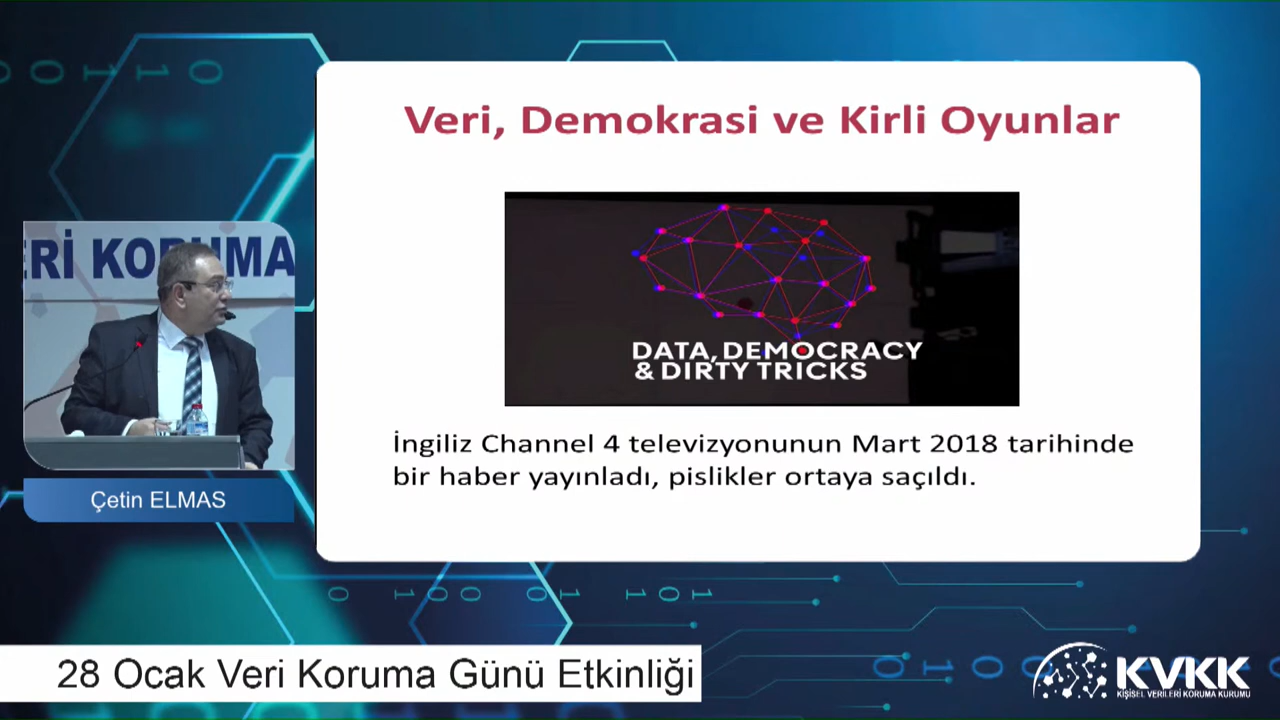 Veri, Demokrasi ve Kirli Oyunlar
DATA, DEMOCRACY
& DIRTY TRICKS
İngiliz Channel 4 televizyonunun Mart 2018 tarihinde
bir haber yayınladı, pislikler ortaya saçıldı.
ERİ KORUMA
Çetin ELMAS
28 Ocak Veri Koruma Günü Etkinliği
KVKK
KİŞİSEL VERİLERİ KORUMA KURUMU